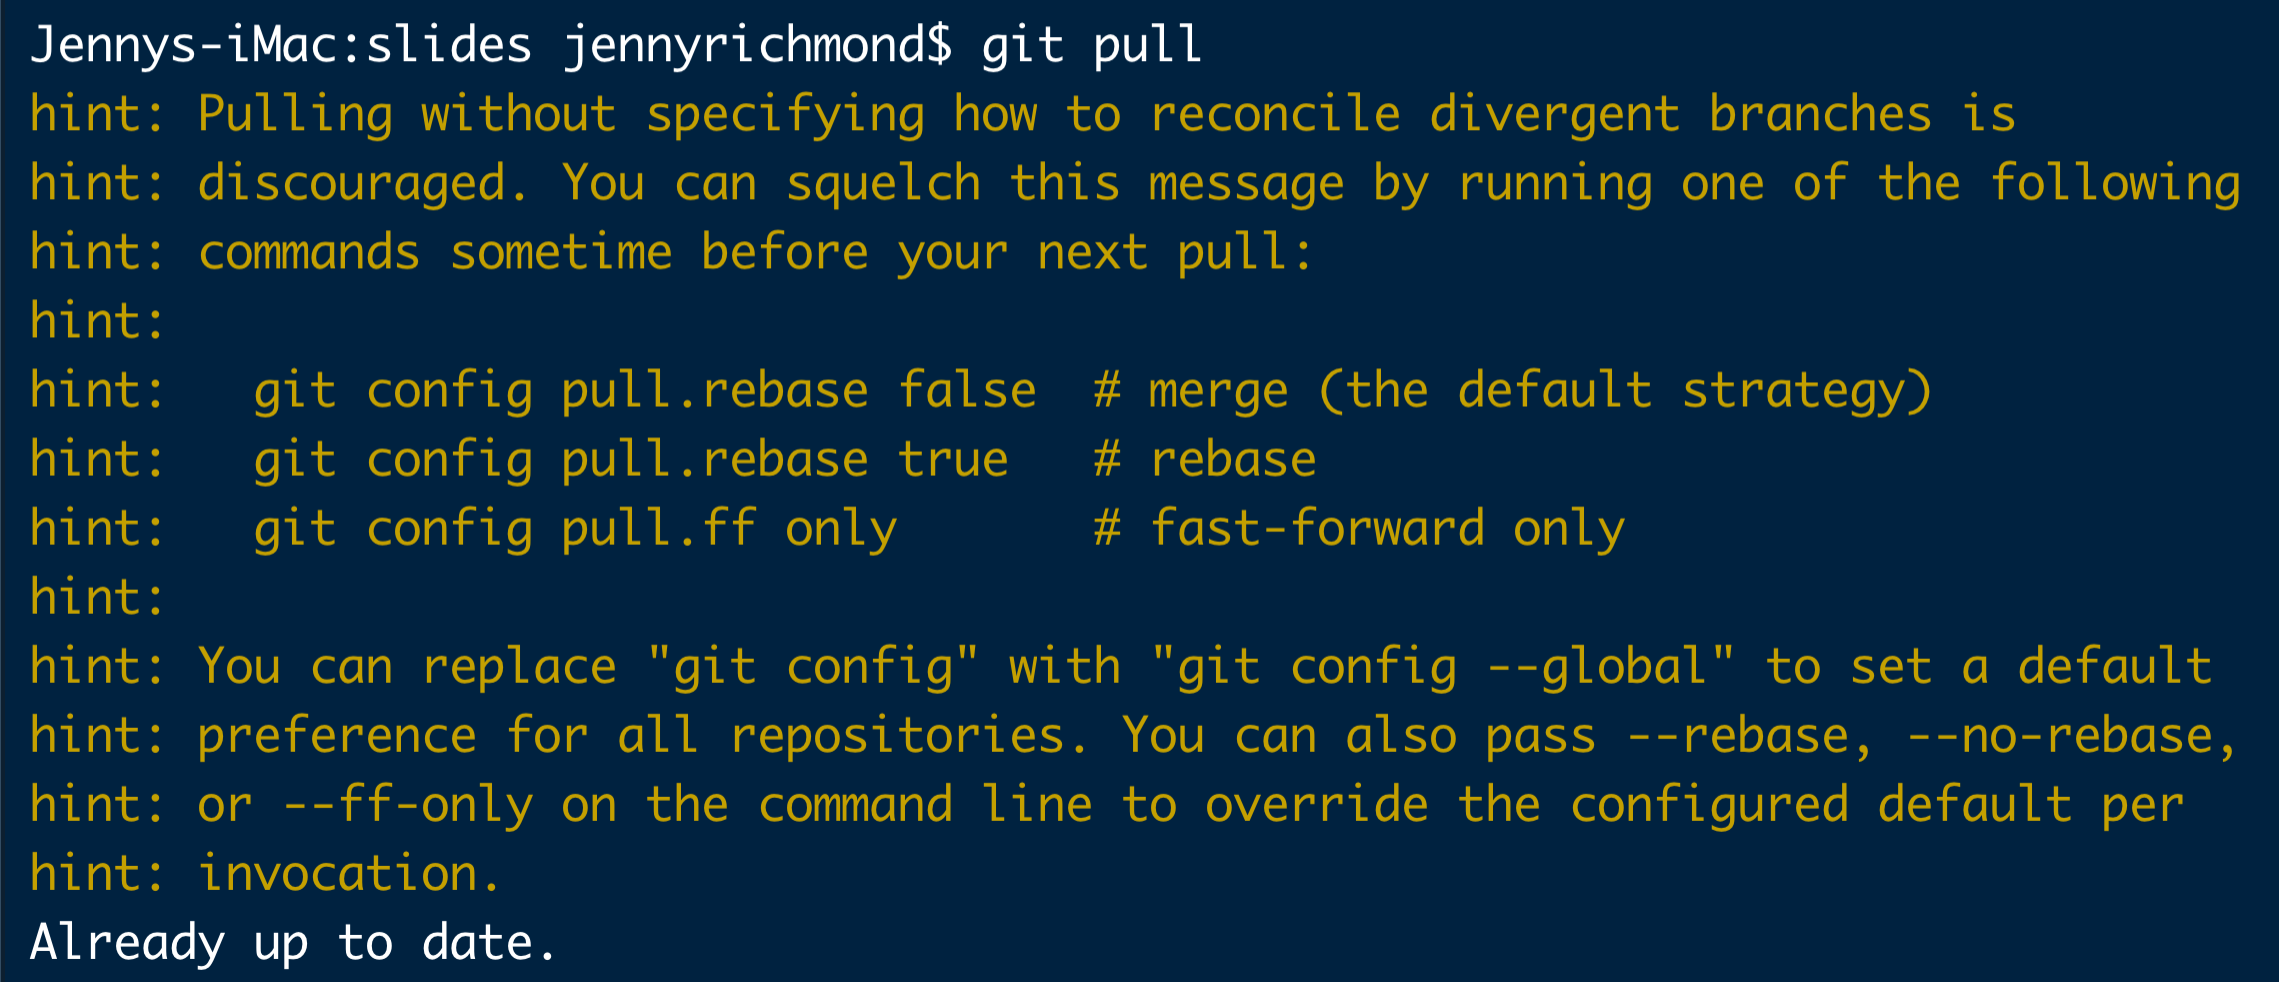 Jennys-iMac:slides jennyrichmond$ git pull
hint: Pulling without specifying how to reconcile divergent branches is
hint: discouraged. You can squelch this message by running one of the following
hint: commands sometime before your next pull:
hint:
hint:   git config pull.rebase false  # merge (the default strategy)
hint:   git config pull.rebase true   # rebase
hint:   git config pull.ff only       # fast-forward only
hint:
hint: You can replace "git config" with "git config --global" to set a default
hint: preference for all repositories. You can also pass --rebase, --no-rebase,
hint: or --ff-only on the command line to override the configured default per
hint: invocation.
Already up to date.